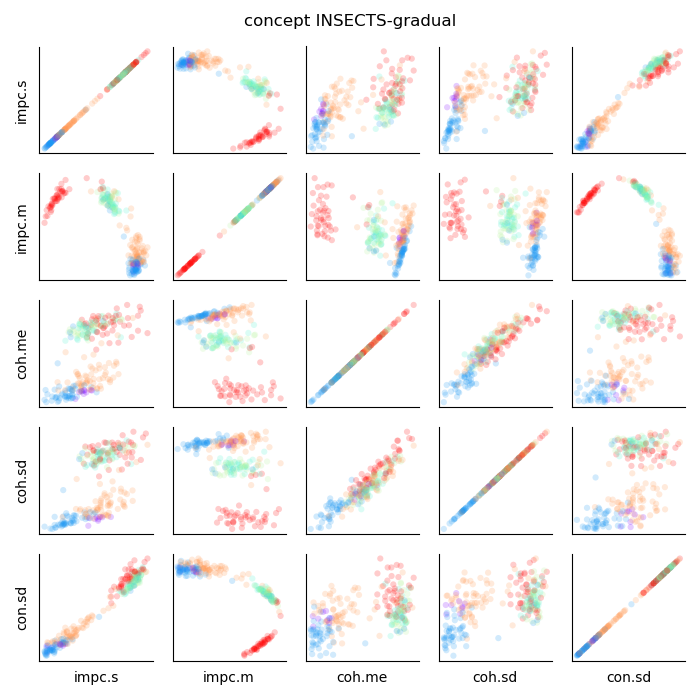 concept INSECTS-gradual
impc.s
impc.m
coh.me
coh.sd
con.sd
impc.s impc.m coh.me coh.sd con.sd